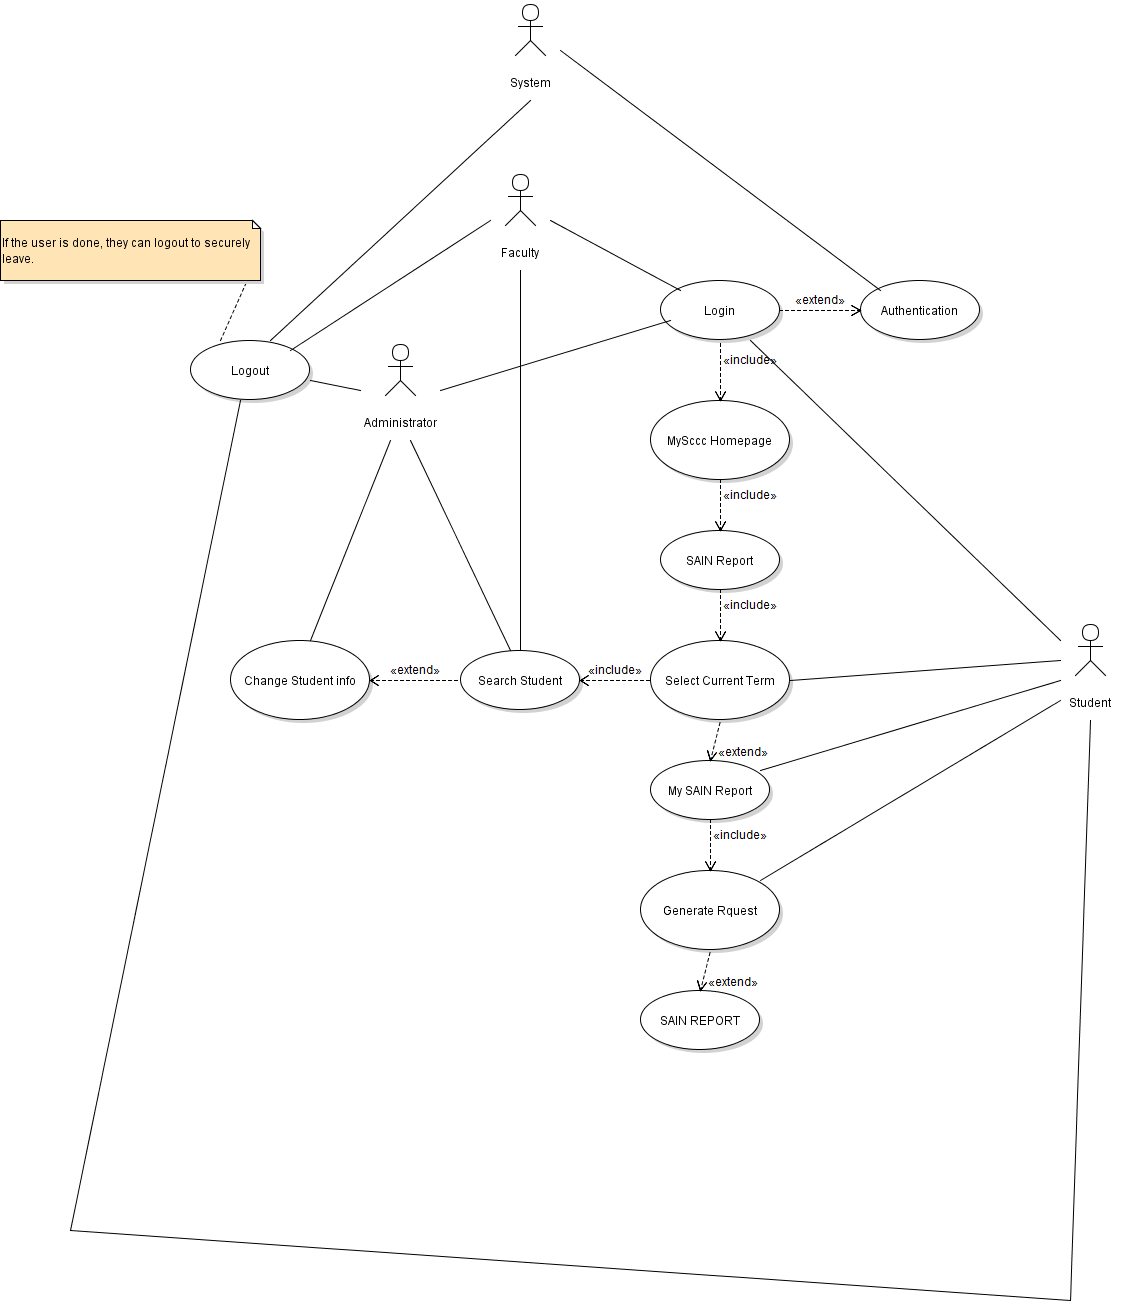 System
If the user is done, they can logout to securely
leave.
Faculty
Login
«extend»
Authentication
Logout
«include»
Administrator
MySccc Homepage
«include»
SAIN Report
«include»
Change Student info
«extend»
Search Student
«include»
Select Current Term
Student
«extend»
My SAIN Report
«include»
Generate Rquest
«extend»
SAIN REPORT